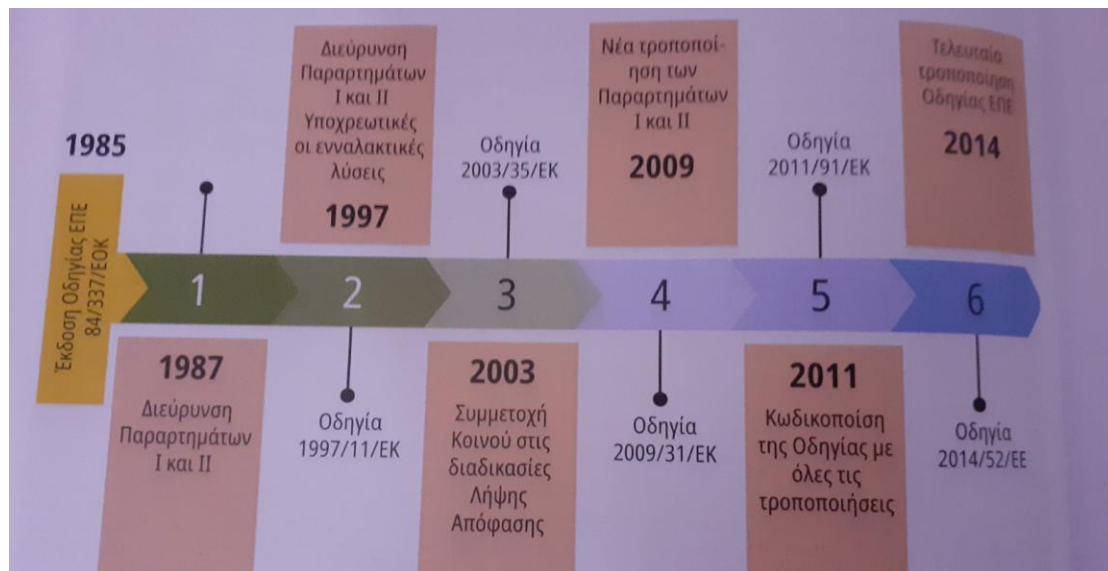 1985
Έκδοση Οδηγίας ΕΠΕ
84/337/ΕΟΚ
1
1987
Διεύρυνση
Παραρτημάτων
Ι και ΙΙ
Διεύρυνση
Παραρτημάτων
Ι και ΙΙ
Υποχρεωτικές
οι ενναλακτικές
λύσεις
1997
2
Οδηγία
1997/11/ΕΚ
Οδηγία
2003/35/ΕΚ
3
2003
Συμμετοχή
Κοινού στις
διαδικασίες
Λήψης
Απόφασης
Νέα τροποποί-
ηση των
Παραρτημάτων
Ι και ΙΙ
2009
4
Οδηγία
2009/31/ΕΚ
Οδηγία
2011/91/ΕΚ
5
2011
Κωδικοποίση
της Οδηγίας με
όλες τις
τροποποιήσεις
Τελευταία
τροποποίηση
Οδηγίας ΕΠΕ
2014
6
Οδηγία
2014/52/ΕΕ